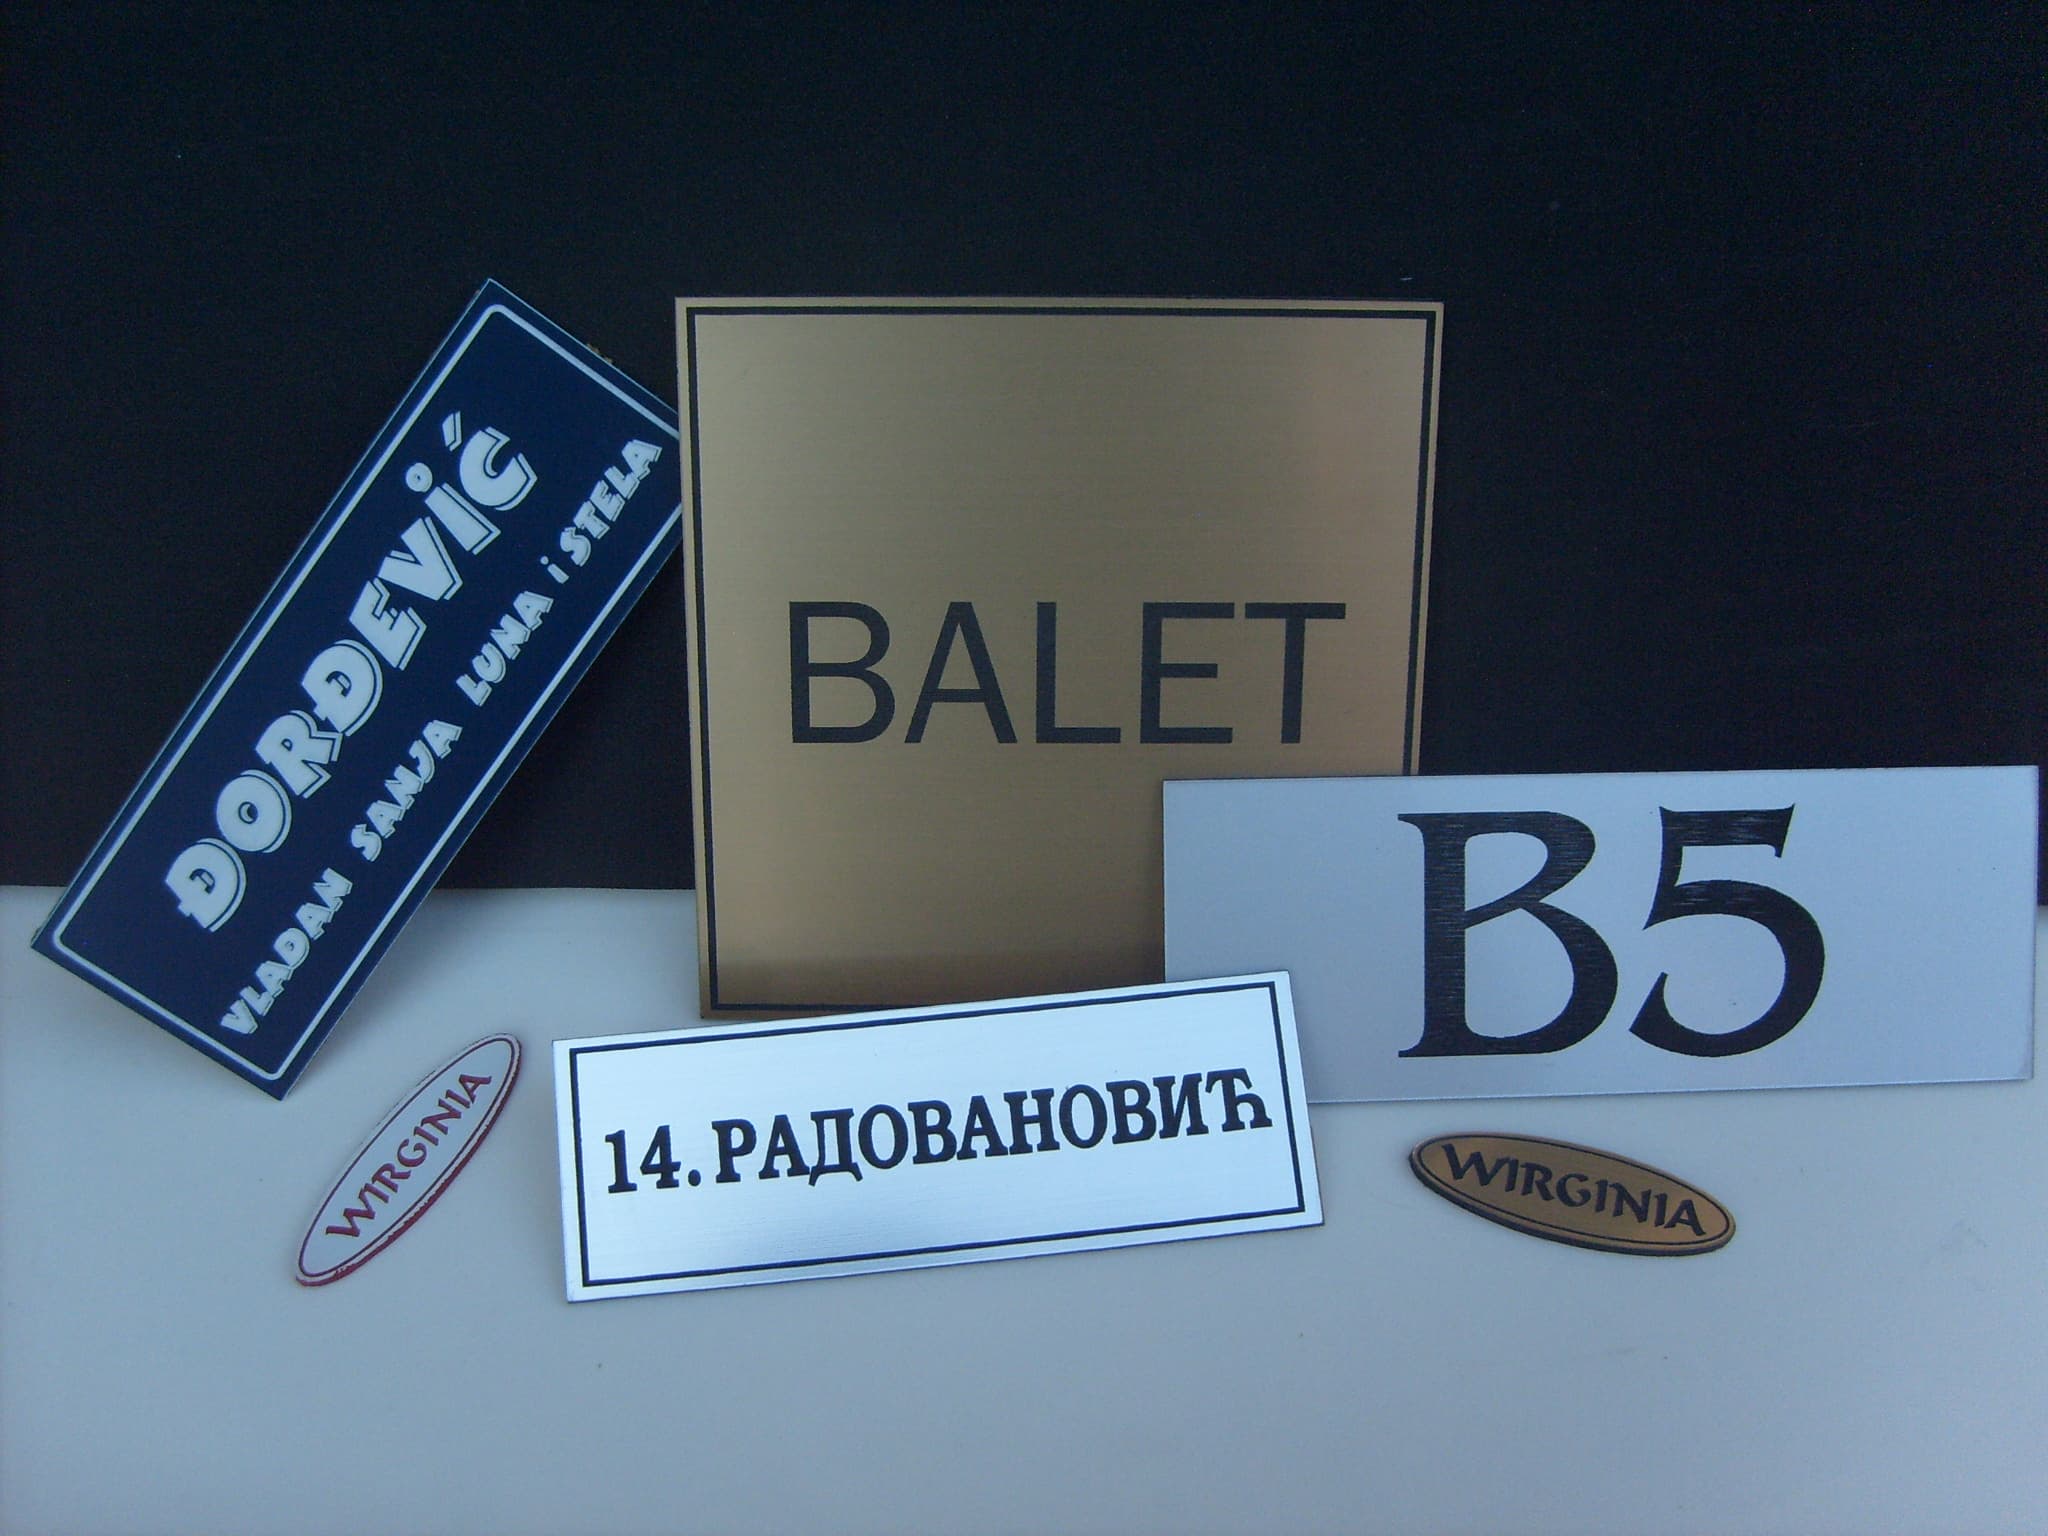 ĐORĐEVIĆ
VLADAN SANJA LUNA i STELA
BALET
B5
14. РАДОВАНОВИЋ
WIRGINIA
WIRGINIA